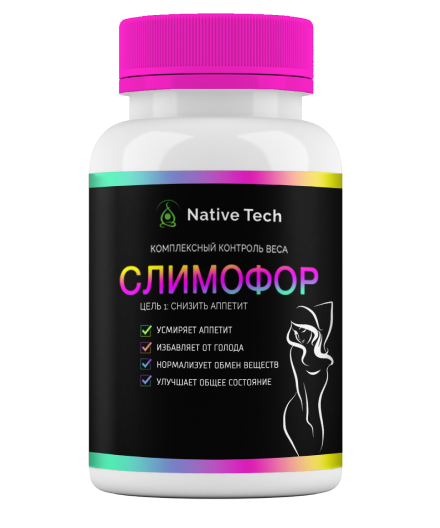 Native Tech
КОМПЛЕКСНЫЙ КОНТРОЛЬ ВЕСА
СЛИМОФОР
ЦЕЛЬ 1: СНИЗИТЬ АППЕТИТ
УСМИРЯЕТ АППЕТИТ
ИЗБАВЛЯЕТ ОТ ГОЛОДА
НОРМАЛИЗУЕТ ОБМЕН ВЕЩЕСТВ
УЛУЧШАЕТ ОБЩЕЕ СОСТОЯНИЕ